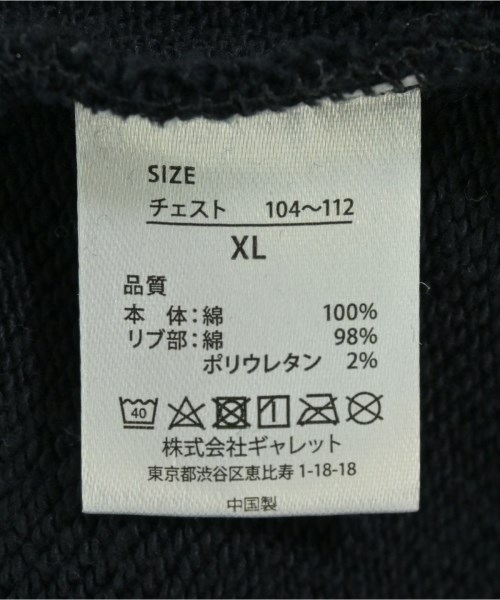 SIZE
チェスト 104～112
XL
品質
本 体：綿 100%
リブ部：綿 98%
ポリウレタン 2%
40
株式会社ギャレット
東京都渋谷区恵比寿 1-18-18
中国製